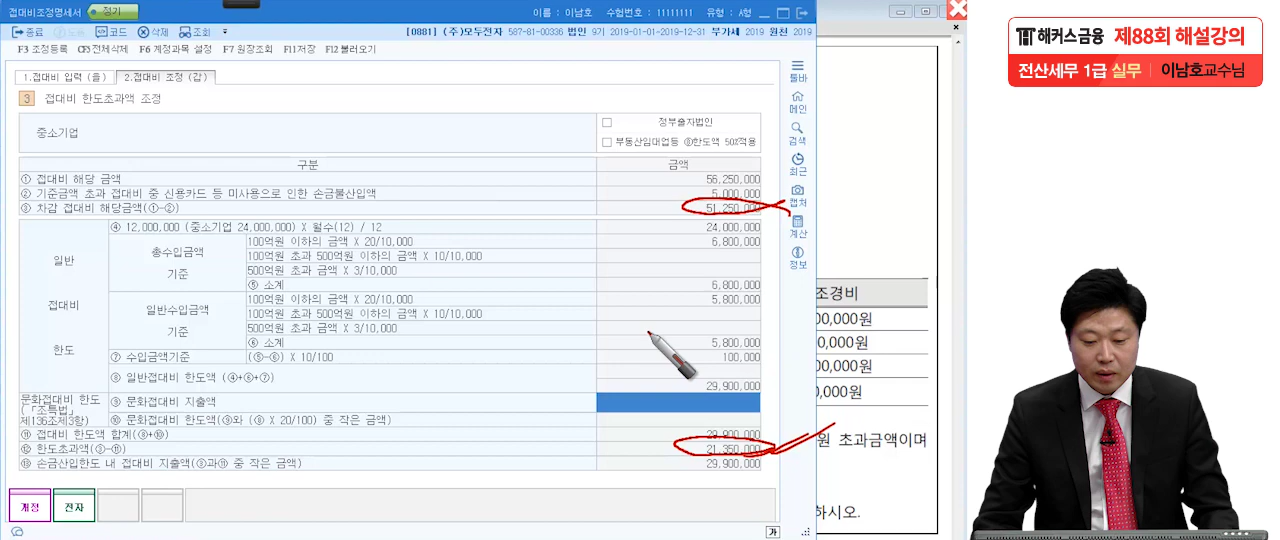 접대비조정명세서 정기
이름 : 이남호 수험번호 : 11111111 유형 : A형
종료 도움 코드 삭제 조회
[0881] (주)모두전자 587-81-00336 법인 9기 2019-01-01~2019-12-31 부가세 2019 원천 2019
F3 조정등록 CF5전체삭제 F6 계정과목 설정 F7 원장조회 F11저장 F12 불러오기
1.접대비 입력 (을) 2.접대비 조정 (갑)
3 접대비 한도초과액 조정
중소기업
정부출자법인
부동산임대업등 ⑧한도액 50%적용
구분 금액
① 접대비 해당 금액 56,250,000
② 기준금액 초과 접대비 중 신용카드 등 미사용으로 인한 손금불산입액 5,000,000
③ 차감 접대비 해당금액(①-②) 51,250,000
④ 12,000,000 (중소기업 24,000,000) X 월수(12) / 12 24,000,000
일반
접대비
한도
총수입금액
기준
100억원 이하의 금액 X 20/10,000 6,800,000
100억원 초과 500억원 이하의 금액 X 10/10,000
500억원 초과 금액 X 3/10,000
⑤ 소계 6,800,000
일반수입금액
기준
100억원 이하의 금액 X 20/10,000 5,800,000
100억원 초과 500억원 이하의 금액 X 10/10,000
500억원 초과 금액 X 3/10,000
⑥ 소계 5,800,000
⑦ 수입금액기준 (⑤-⑥) X 10/100 100,000
⑧ 일반접대비 한도액 (④+⑥+⑦) 29,900,000
문화접대비 한도
(「조특법」
제136조제3항)
⑨ 문화접대비 지출액
⑩ 문화접대비 한도액(⑨와 (⑧ X 20/100) 중 작은 금액)
⑪ 접대비 한도액 합계(⑧+⑩) 29,900,000
⑫ 한도초과액(③-⑪) 21,350,000
⑬ 손금산입한도 내 접대비 지출액(③과⑪ 중 작은 금액) 29,900,000
계정 전자
가
툴바
메인
검색
최근
캡처
계산
정보
조경비
00,000원
0,000원
00,000원
0,000원
원 초과금액이며
하시오.
해커스금융 제88회 해설강의
전산세무 1급 실무 이남호교수님